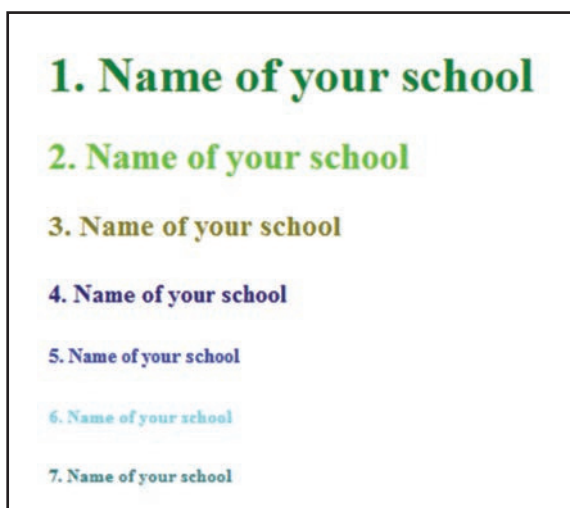 1. Name of your school
2. Name of your school
3. Name of your school
4. Name of your school
5. Name of your school
6. Name of your school
7. Name of your school